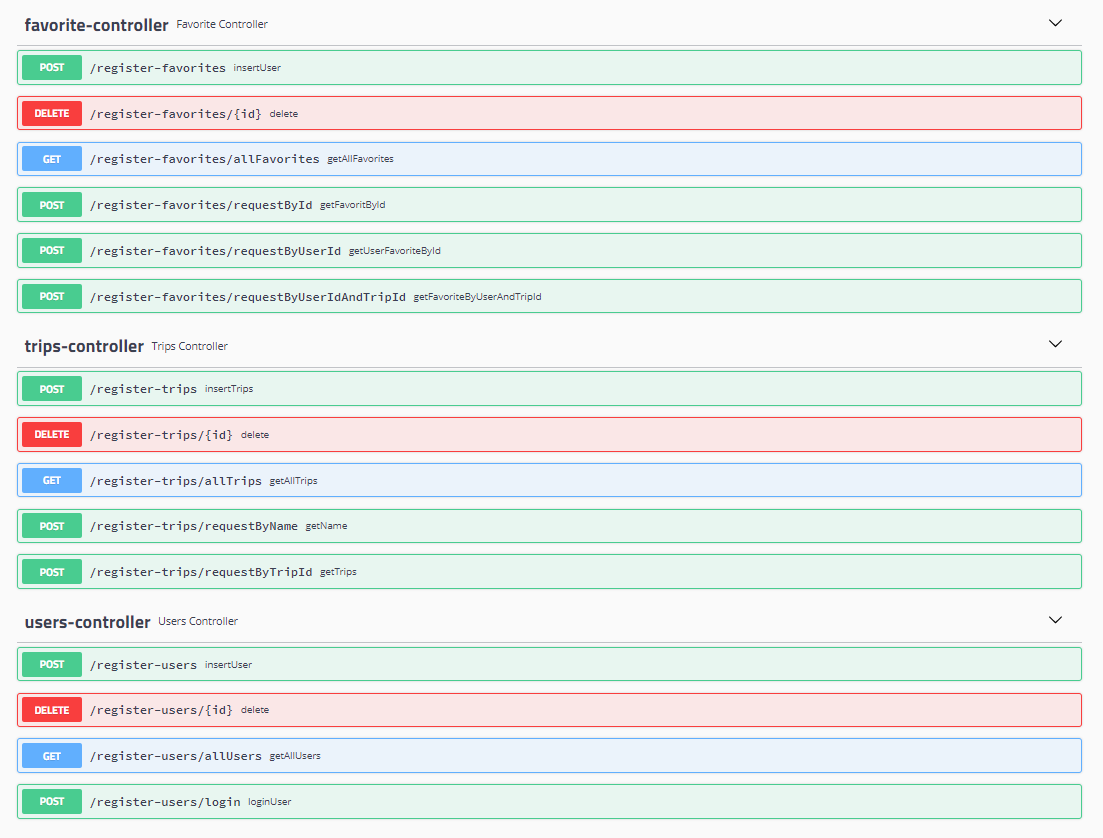 favorite-controller Favorite Controller
POST /register-favorites insertUser
DELETE /register-favorites/{id} delete
GET /register-favorites/allFavorites getAllFavorites
POST /register-favorites/requestById getFavoritById
POST /register-favorites/requestByUserId getUserFavoriteById
POST /register-favorites/requestByUserIdAndTripId getFavoriteByUserAndTripId
trips-controller Trips Controller
POST /register-trips insertTrips
DELETE /register-trips/{id} delete
GET /register-trips/allTrips getAllTrips
POST /register-trips/requestByName getName
POST /register-trips/requestByTripId getTrips
users-controller Users Controller
POST /register-users insertUser
DELETE /register-users/{id} delete
GET /register-users/allUsers getAllUsers
POST /register-users/login loginUser